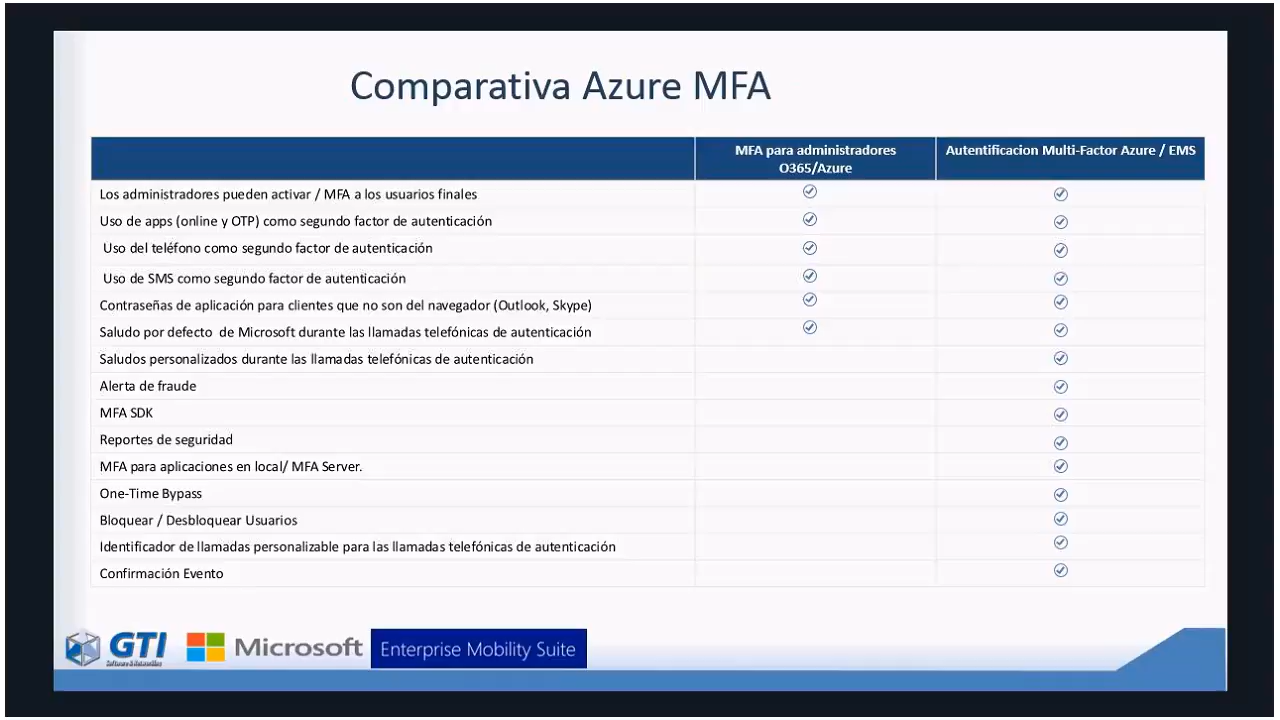 Comparativa Azure MFA
MFA para administradores
O365/Azure
Autentificacion Multi-Factor Azure / EMS
Los administradores pueden activar / MFA a los usuarios finales
Uso de apps (online y OTP) como segundo factor de autenticación
Uso del teléfono como segundo factor de autenticación
Uso de SMS como segundo factor de autenticación
Contraseñas de aplicación para clientes que no son del navegador (Outlook, Skype)
Saludo por defecto de Microsoft durante las llamadas telefónicas de autenticación
Saludos personalizados durante las llamadas telefónicas de autenticación
Alerta de fraude
MFA SDK
Reportes de seguridad
MFA para aplicaciones en local/ MFA Server.
One-Time Bypass
Bloquear / Desbloquear Usuarios
Identificador de llamadas personalizable para las llamadas telefónicas de autenticación
Confirmación Evento
GTI
Software & Networking
Microsoft
Enterprise Mobility Suite